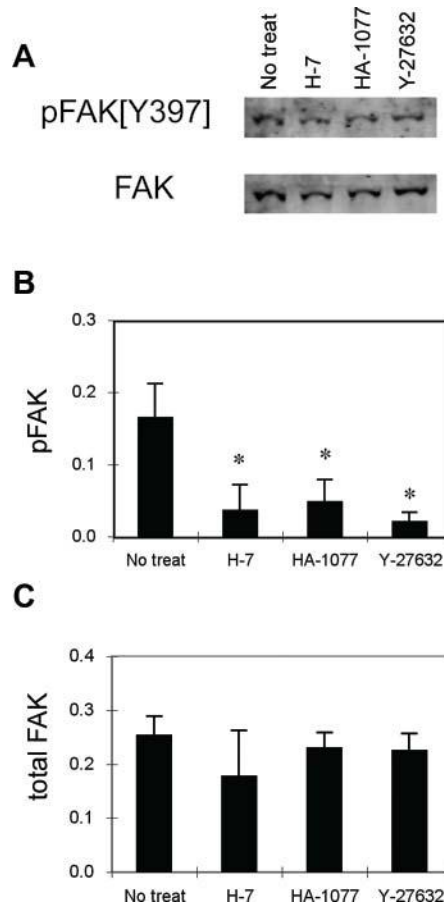 A
No treat
H-7
HA-1077
Y-27632
pFAK[Y397]
FAK
B
pFAK
0.3
0.2
0.1
0.0
*
*
*
No treat H-7 HA-1077 Y-27632
C
total FAK
0.4
0.3
0.2
0.1
0.0
No treat H-7 HA-1077 Y-27632